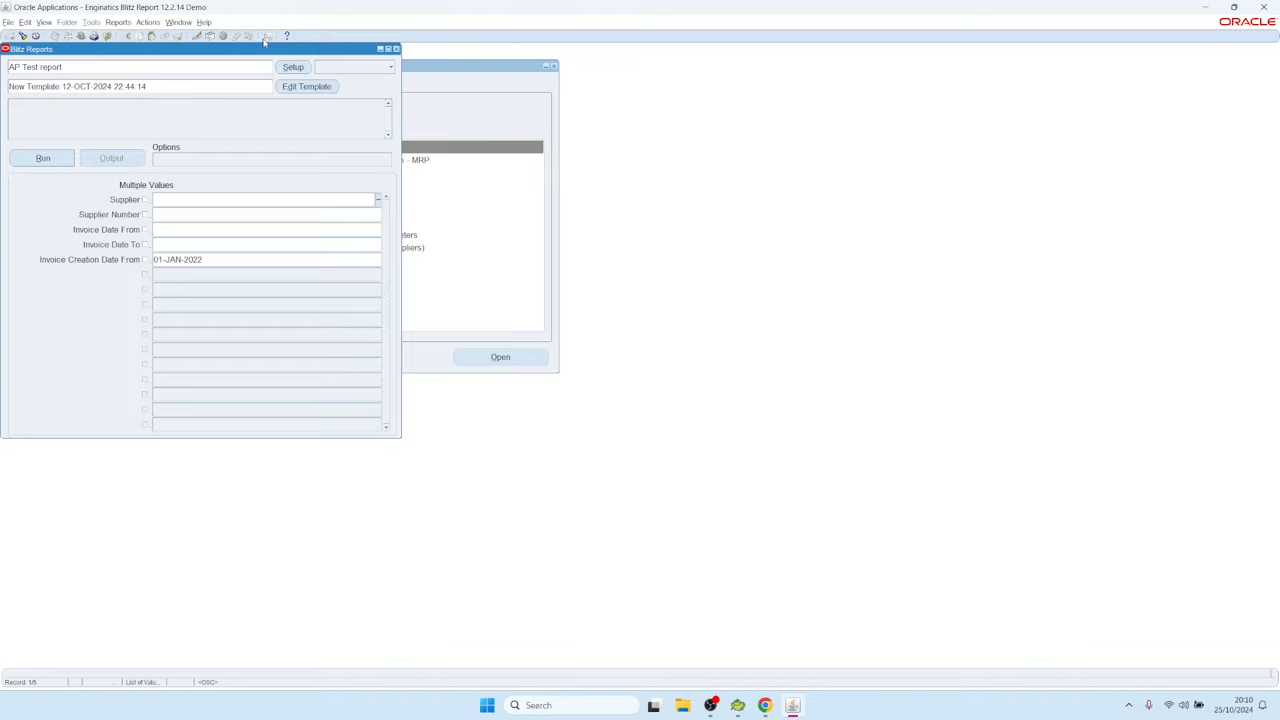 Oracle Applications - Enginatics Blitz Report 12.2.14 Demo
File Edit View Folder Tools Reports Actions Window Help
ORACLE
Blitz Reports
AP Test report
Setup
New Template 12-OCT-2024 22.44.14
Edit Template
Run
Output
Options
- MRP
Multiple Values
Supplier
Supplier Number
Invoice Date From
Invoice Date To
Invoice Creation Date From
01-JAN-2022
Open
Record: 1/5
List of Valu...
<OSC>
Search
20:10
25/10/2024